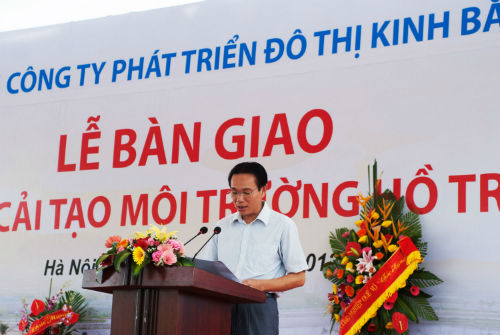 CÔNG TY PHÁT TRIỂN ĐÔ THỊ KINH BẮ
LỄ BÀN GIAO
CẢI TẠO MÔI TRƯỜNG HỒ TR
Hà Nội